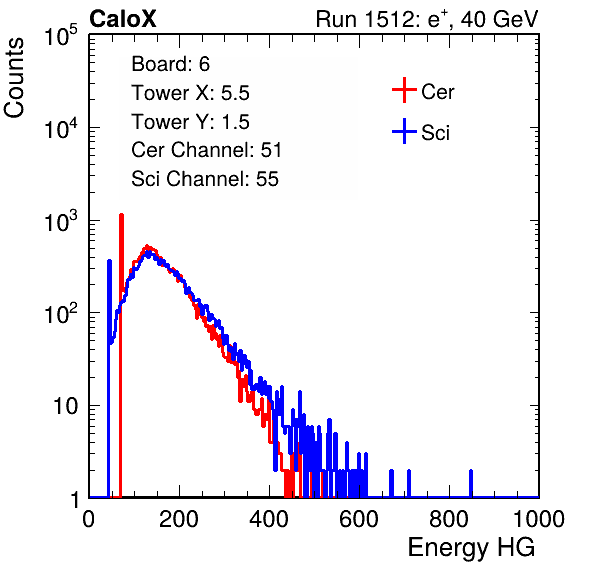 CaloX Run 1512: e⁺, 40 GeV
Counts
10⁵
10⁴
10³
10²
10
1
Board: 6
Tower X: 5.5
Tower Y: 1.5
Cer Channel: 51
Sci Channel: 55
Cer
Sci
0 200 400 600 800 1000
Energy HG